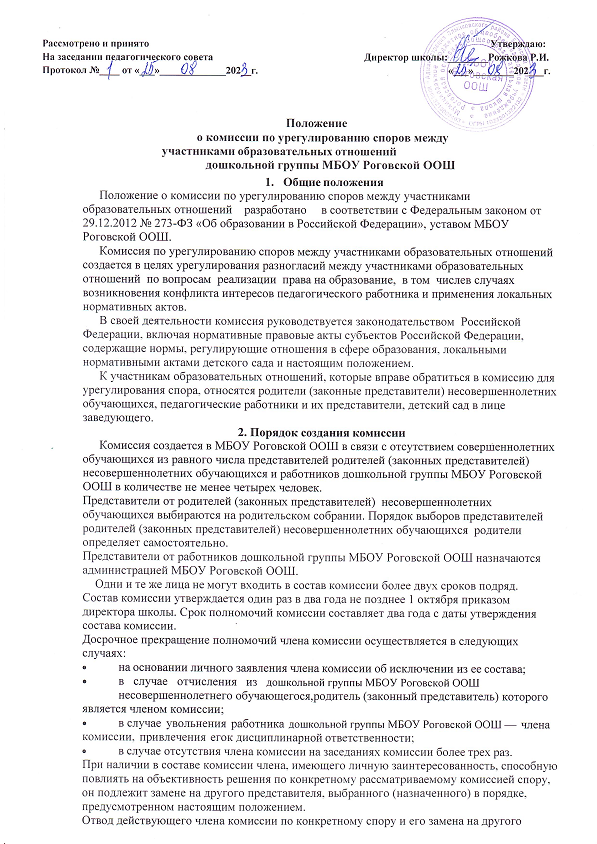 Рассмотрено и принято Утверждаю:
На заседании педагогического совета Директор школы: Рожкова Р.И.
Протокол № 1 от « 25 » 08 2023 г. « 25 » 08 2023 г.
ООШ
Положение
о комиссии по урегулированию споров между
участниками образовательных отношений
дошкольной группы МБОУ Роговской ООШ
1. Общие положения
Положение о комиссии по урегулированию споров между участниками
образовательных отношений разработано в соответствии с Федеральным законом от
29.12.2012 № 273-ФЗ «Об образовании в Российской Федерации», уставом МБОУ
Роговской ООШ.
Комиссия по урегулированию споров между участниками образовательных отношений
создается в целях урегулирования разногласий между участниками образовательных
отношений по вопросам реализации права на образование, в том числев случаях
возникновения конфликта интересов педагогического работника и применения локальных
нормативных актов.
В своей деятельности комиссия руководствуется законодательством Российской
Федерации, включая нормативные правовые акты субъектов Российской Федерации,
содержащие нормы, регулирующие отношения в сфере образования, локальными
нормативными актами детского сада и настоящим положением.
К участникам образовательных отношений, которые вправе обратиться в комиссию для
урегулирования спора, относятся родители (законные представители) несовершеннолетних
обучающихся, педагогические работники и их представители, детский сад в лице
заведующего.
2. Порядок создания комиссии
Комиссия создается в МБОУ Роговской ООШ в связи с отсутствием совершеннолетних
обучающихся из равного числа представителей родителей (законных представителей)
несовершеннолетних обучающихся и работников дошкольной группы МБОУ Роговской
ООШ в количестве не менее четырех человек.
Представители от родителей (законных представителей) несовершеннолетних
обучающихся выбираются на родительском собрании. Порядок выборов представителей
родителей (законных представителей) несовершеннолетних обучающихся родители
определяет самостоятельно.
Представители от работников дошкольной группы МБОУ Роговской ООШ назначаются
администрацией МБОУ Роговской ООШ.
Одни и те же лица не могут входить в состав комиссии более двух сроков подряд.
Состав комиссии утверждается один раз в два года не позднее 1 октября приказом
директора школы. Срок полномочий комиссии составляет два года с даты утверждения
состава комиссии.
Досрочное прекращение полномочий члена комиссии осуществляется в следующих
случаях:
• на основании личного заявления члена комиссии об исключении из ее состава;
• в случае отчисления из дошкольной группы МБОУ Роговской ООШ
несовершеннолетнего обучающегося,родитель (законный представитель) которого
является членом комиссии;
• в случае увольнения работника дошкольной группы МБОУ Роговской ООШ — члена
комиссии, привлечения егок дисциплинарной ответственности;
• в случае отсутствия члена комиссии на заседаниях комиссии более трех раз.
При наличии в составе комиссии члена, имеющего личную заинтересованность, способную
повлиять на объективность решения по конкретному рассматриваемому комиссией спору,
он подлежит замене на другого представителя, выбранного (назначенного) в порядке,
предусмотренном настоящим положением.
Отвод действующего члена комиссии по конкретному спору и его замена на другого